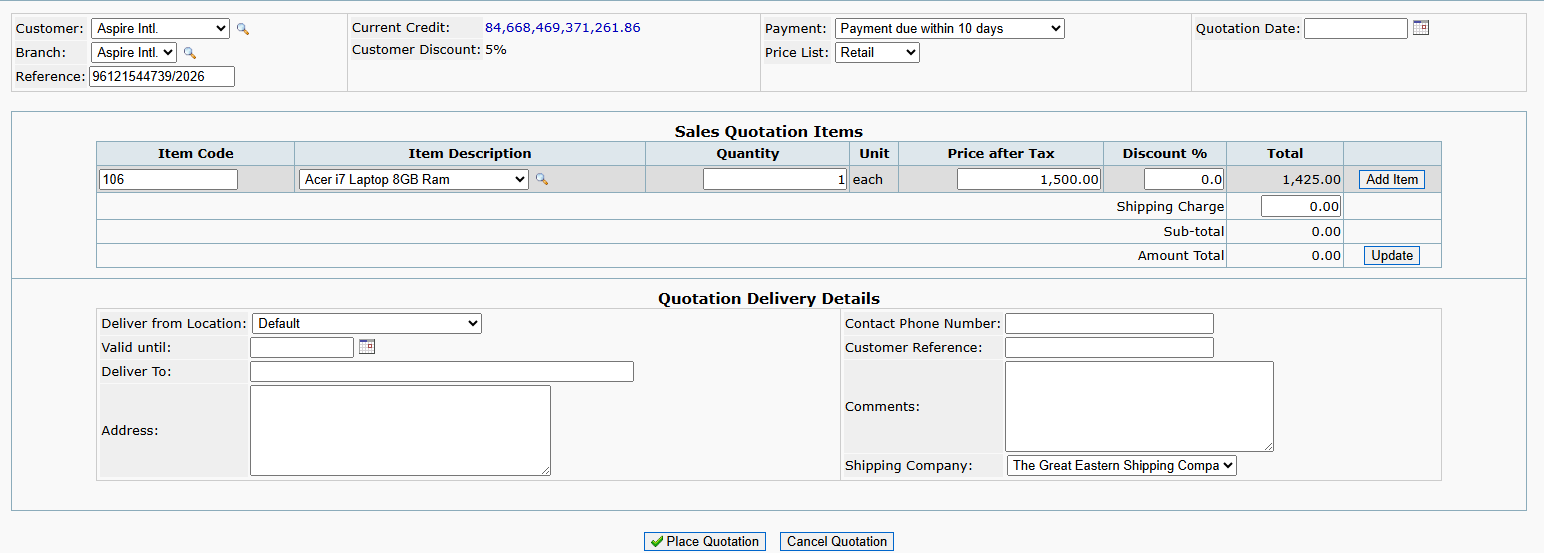 Customer: Aspire Intl.
Branch: Aspire Intl.
Reference: 96121544739/2026
Current Credit: 84,668,469,371,261.86
Customer Discount: 5%
Payment: Payment due within 10 days
Price List: Retail
Quotation Date:
Sales Quotation Items
Item Code Item Description Quantity Unit Price after Tax Discount % Total
106 Acer i7 Laptop 8GB Ram 1 each 1,500.00 0.0 1,425.00 Add Item
Shipping Charge 0.00
Sub-total 0.00
Amount Total 0.00 Update
Quotation Delivery Details
Deliver from Location: Default
Valid until:
Deliver To:
Address:
Contact Phone Number:
Customer Reference:
Comments:
Shipping Company: The Great Eastern Shipping Compa
Place Quotation Cancel Quotation